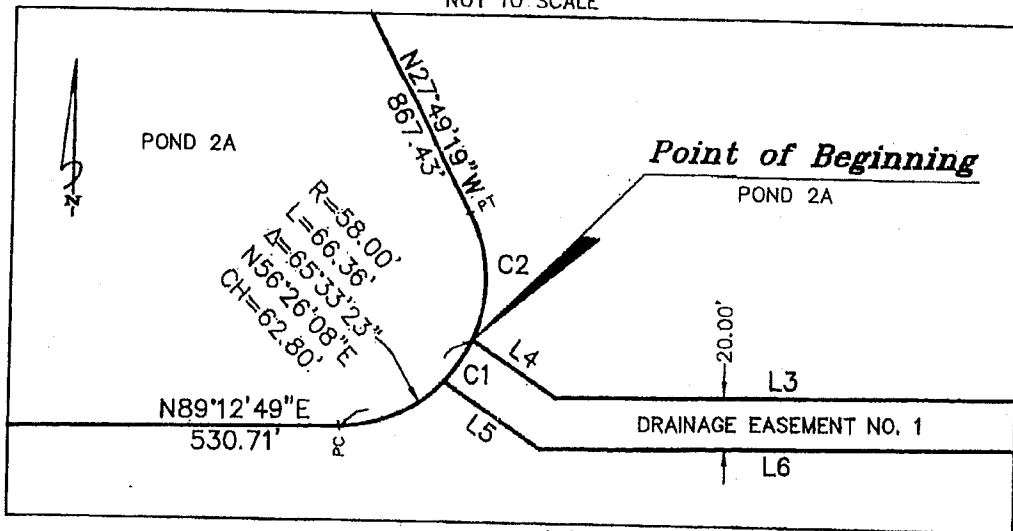 NOT TO SCALE
N27°49'19"W
867.43'
PT
POND 2A
Point of Beginning
POND 2A
R=58.00'
L=66.36'
Δ=65°33'23"
N56°26'08"E
CH=62.80'
C2
20.00'
L4
L3
C1
N89°12'49"E
530.71'
PC
L5
DRAINAGE EASEMENT NO. 1
L6
N